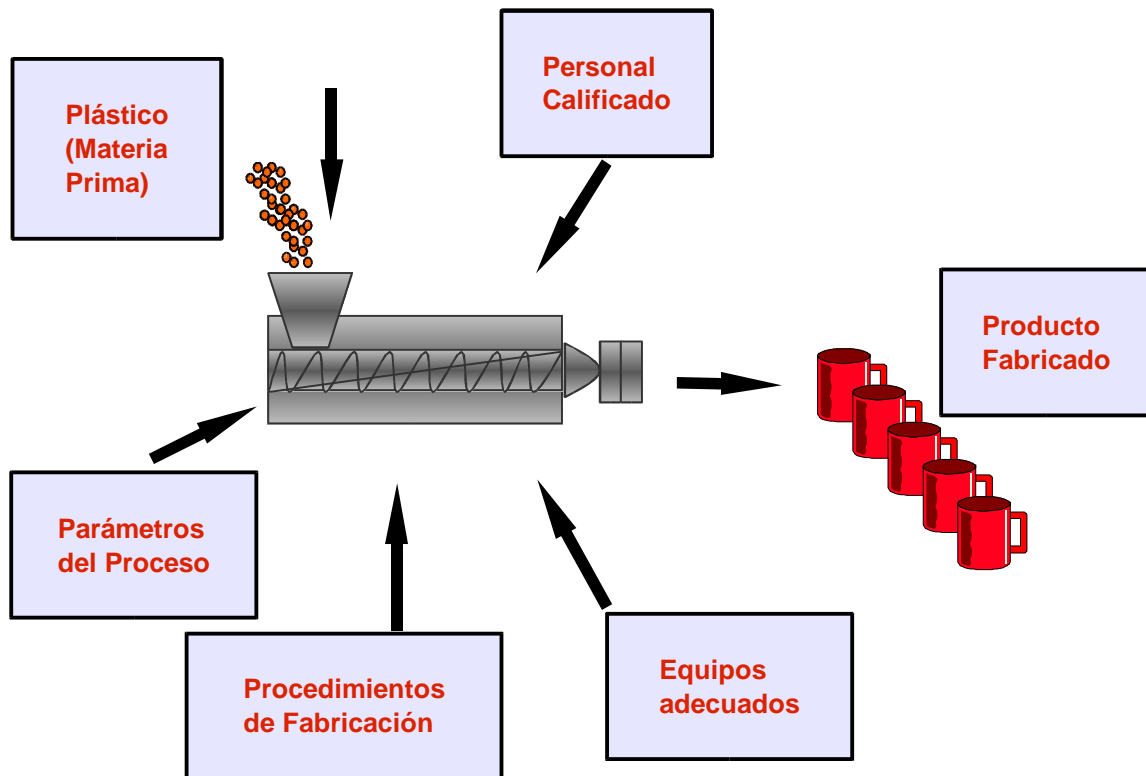 Personal
Calificado
Plástico
(Materia
Prima)
Producto
Fabricado
Parámetros
del Proceso
Procedimientos
de Fabricación
Equipos
adecuados